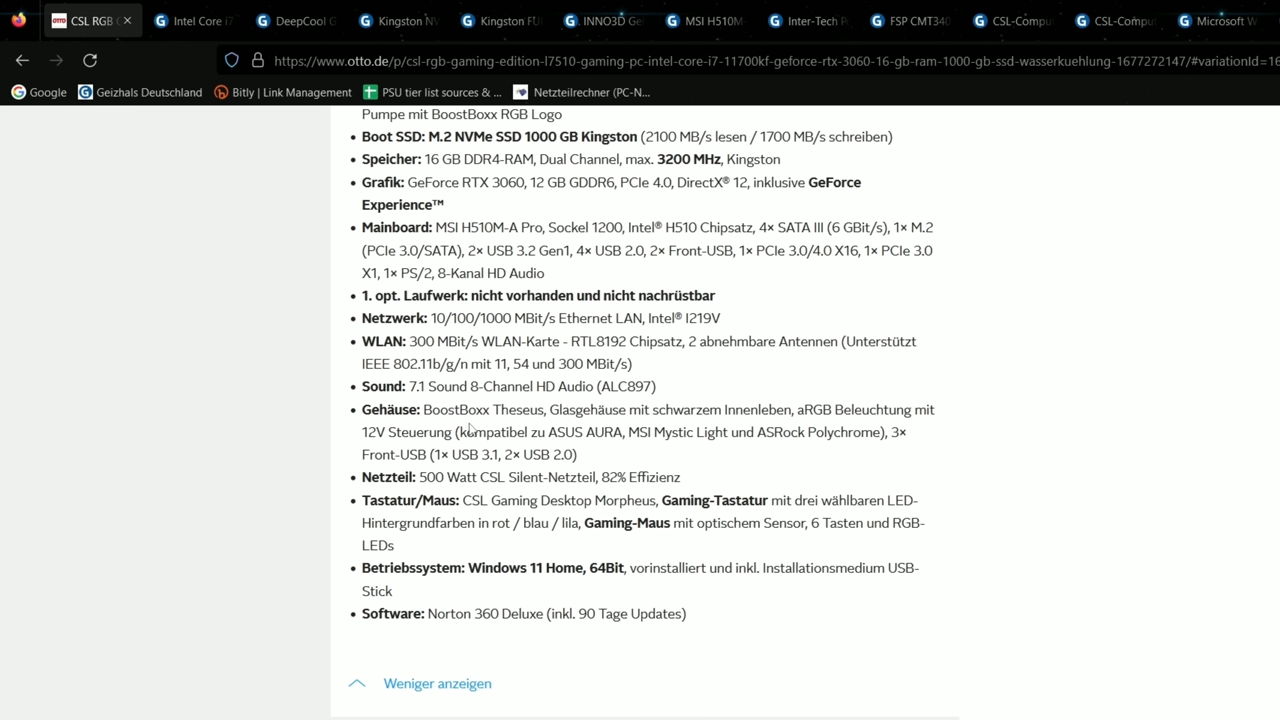 CSL RGB G
Intel Core i7
DeepCool G
Kingston NV
Kingston FU
INNO3D Ge
MSI H510M-
Inter-Tech
FSP CMT340
CSL-Compu
CSL-Compu
Microsoft W
https://www.otto.de/p/csl-rgb-gaming-edition-l7510-gaming-pc-intel-core-i7-11700kf-geforce-rtx-3060-16-gb-ram-1000-gb-ssd-wasserkuehlung-1677272147/#variationId=16
Google
Geizhals Deutschland
Bitly | Link Management
PSU tier list sources & ...
Netzteilrechner (PC-N...
Pumpe mit BoostBoxx RGB Logo
• Boot SSD: M.2 NVMe SSD 1000 GB Kingston (2100 MB/s lesen / 1700 MB/s schreiben)
• Speicher: 16 GB DDR4-RAM, Dual Channel, max. 3200 MHz, Kingston
• Grafik: GeForce RTX 3060, 12 GB GDDR6, PCIe 4.0, DirectX® 12, inklusive GeForce
Experience™
• Mainboard: MSI H510M-A Pro, Sockel 1200, Intel® H510 Chipsatz, 4× SATA III (6 GBit/s), 1× M.2
(PCIe 3.0/SATA), 2× USB 3.2 Gen1, 4× USB 2.0, 2× Front-USB, 1× PCIe 3.0/4.0 X16, 1× PCIe 3.0
X1, 1× PS/2, 8-Kanal HD Audio
• 1. opt. Laufwerk: nicht vorhanden und nicht nachrüstbar
• Netzwerk: 10/100/1000 MBit/s Ethernet LAN, Intel® I219V
• WLAN: 300 MBit/s WLAN-Karte - RTL8192 Chipsatz, 2 abnehmbare Antennen (Unterstützt
IEEE 802.11b/g/n mit 11, 54 und 300 MBit/s)
• Sound: 7.1 Sound 8-Channel HD Audio (ALC897)
• Gehäuse: BoostBoxx Theseus, Glasgehäuse mit schwarzem Innenleben, aRGB Beleuchtung mit
12V Steuerung (kompatibel zu ASUS AURA, MSI Mystic Light und ASRock Polychrome), 3×
Front-USB (1× USB 3.1, 2× USB 2.0)
• Netzteil: 500 Watt CSL Silent-Netzteil, 82% Effizienz
• Tastatur/Maus: CSL Gaming Desktop Morpheus, Gaming-Tastatur mit drei wählbaren LED-
Hintergrundfarben in rot / blau / lila, Gaming-Maus mit optischem Sensor, 6 Tasten und RGB-
LEDs
• Betriebssystem: Windows 11 Home, 64Bit, vorinstalliert und inkl. Installationsmedium USB-
Stick
• Software: Norton 360 Deluxe (inkl. 90 Tage Updates)
Weniger anzeigen